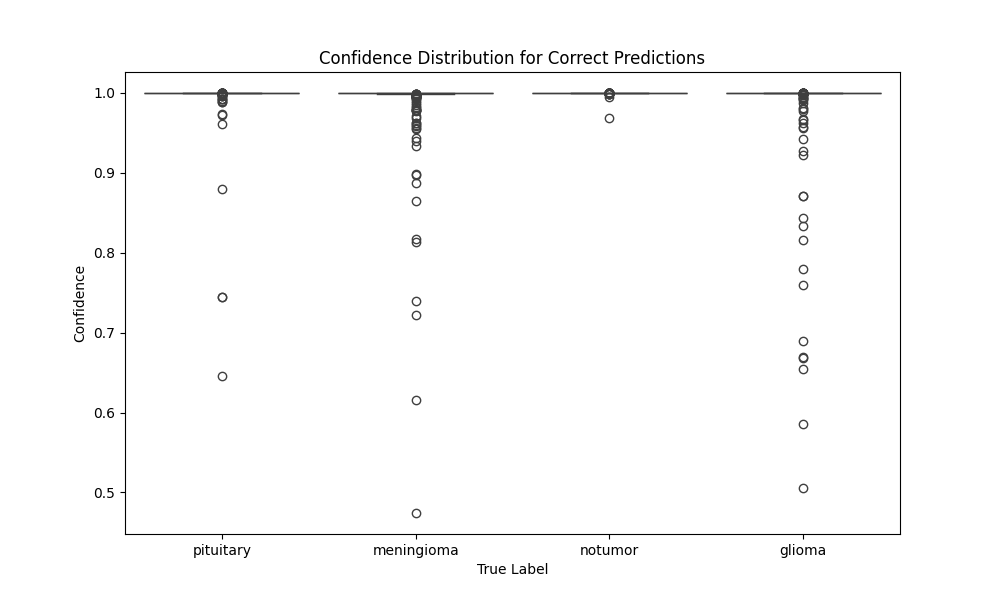 Confidence Distribution for Correct Predictions
1.0
0.9
0.8
0.7
0.6
0.5
Confidence
pituitary meningioma notumor glioma
True Label